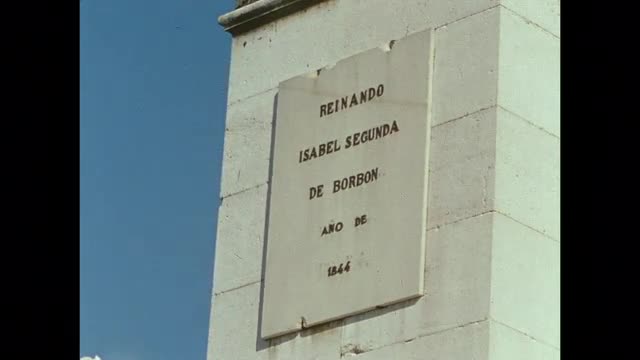 REINANDO
ISABEL SEGUNDA
DE BORBON
AÑO DE
1844